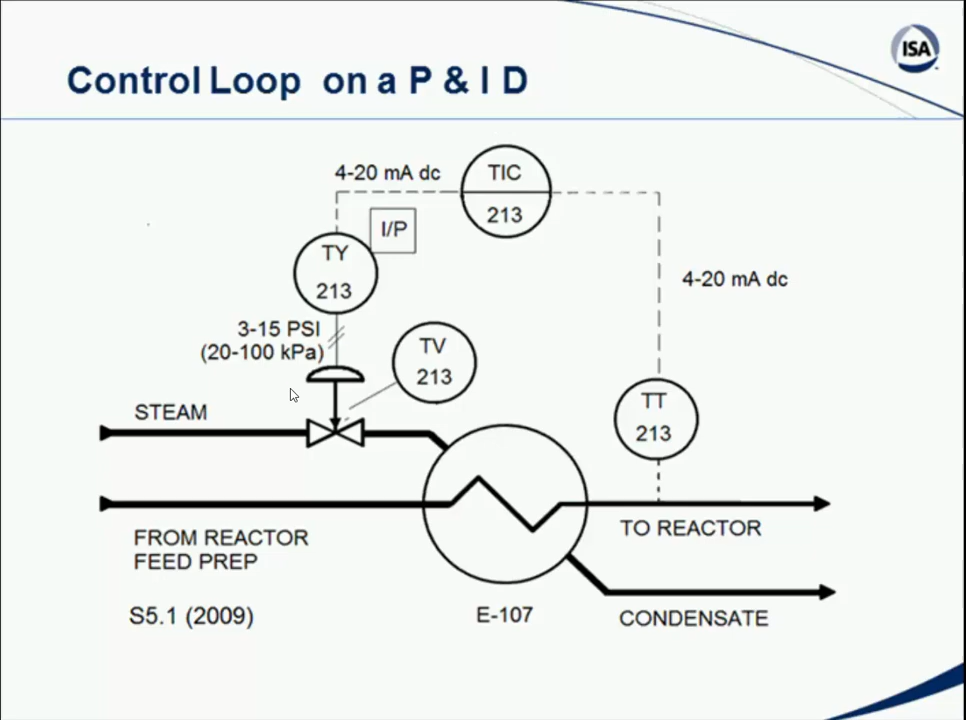 ISA
Control Loop on a P & I D
4-20 mA dc
TIC
213
I/P
TY
213
4-20 mA dc
3-15 PSI
(20-100 kPa)
TV
213
STEAM
TT
213
FROM REACTOR
FEED PREP
TO REACTOR
S5.1 (2009)
E-107
CONDENSATE